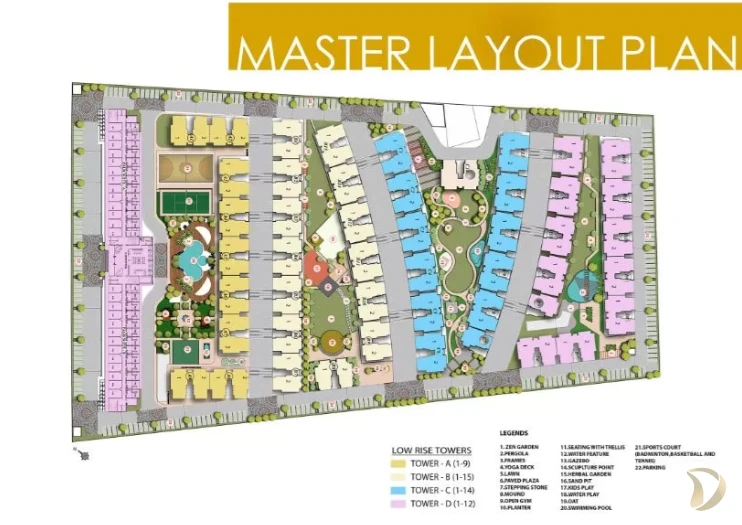 MASTER LAYOUT PLAN
LOW RISE TOWERS
TOWER - A (1-9)
TOWER - B (1-15)
TOWER - C (1-14)
TOWER - D (1-12)
LEGENDS
1. ZEN GARDEN
2.PERGOLA
3.FRAMES
4.YOGA DECK
5.LAWN
6.PAVED PLAZA
7.STEPPING STONE
8.MOUND
9.OPEN GYM
10.PLANTER
11.SEATING WITH TRELLIS
12.WATER FEATURE
13.GAZEBO
14.SCULPTURE POINT
15.HERBAL GARDEN
16.SAND PIT
17.KIDS PLAY
18.WATER PLAY
19.OAT
20.SWIMMING POOL
21.SPORTS COURT
(BADMINTON,BASKETBALL AND
TENNIS)
22.PARKING